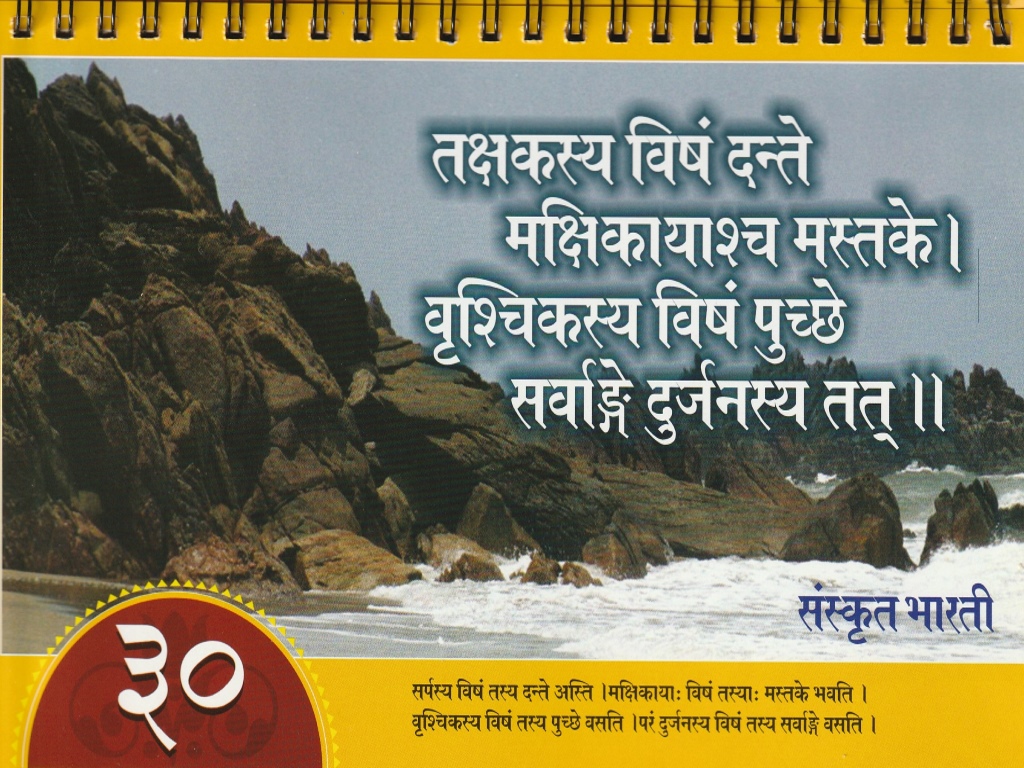 तक्षकस्य विषं दन्ते
मक्षिकायाश्च मस्तके।
वृश्चिकस्य विषं पुच्छे
सर्वाङ्गे दुर्जनस्य तत् ।।
संस्कृत भारती
३०
सर्पस्य विषं तस्य दन्ते अस्ति ।मक्षिकायाः विषं तस्याः मस्तके भवति ।
वृश्चिकस्य विषं तस्य पुच्छे वसति ।परं दुर्जनस्य विषं तस्य सर्वाङ्गे वसति ।